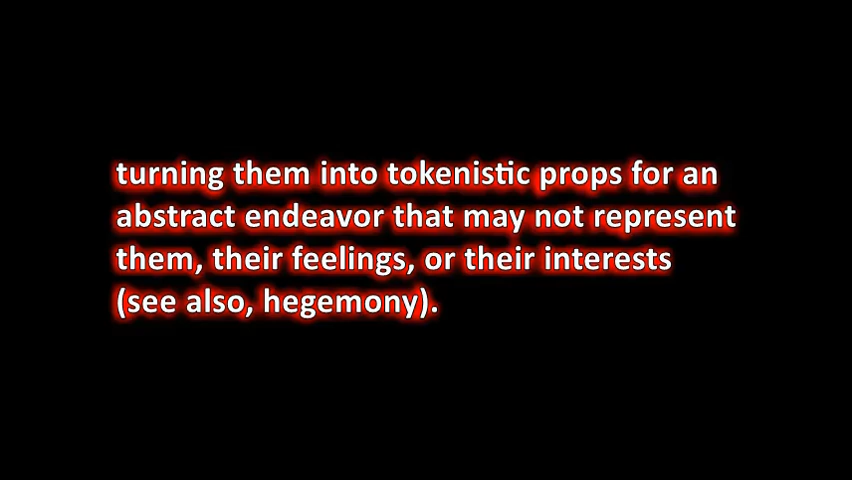 turning them into tokenistic props for an
abstract endeavor that may not represent
them, their feelings, or their interests
(see also, hegemony).